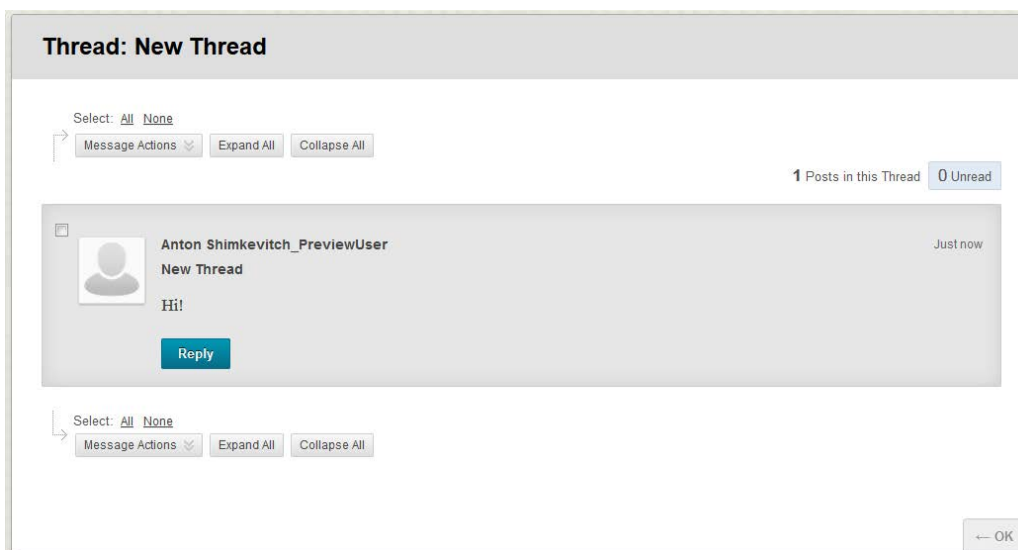 Thread: New Thread
Select: All None
Message Actions Expand All Collapse All
1 Posts in this Thread 0 Unread
Anton Shimkevitch_PreviewUser Just now
New Thread
Hi!
Reply
Select: All None
Message Actions Expand All Collapse All
← OK